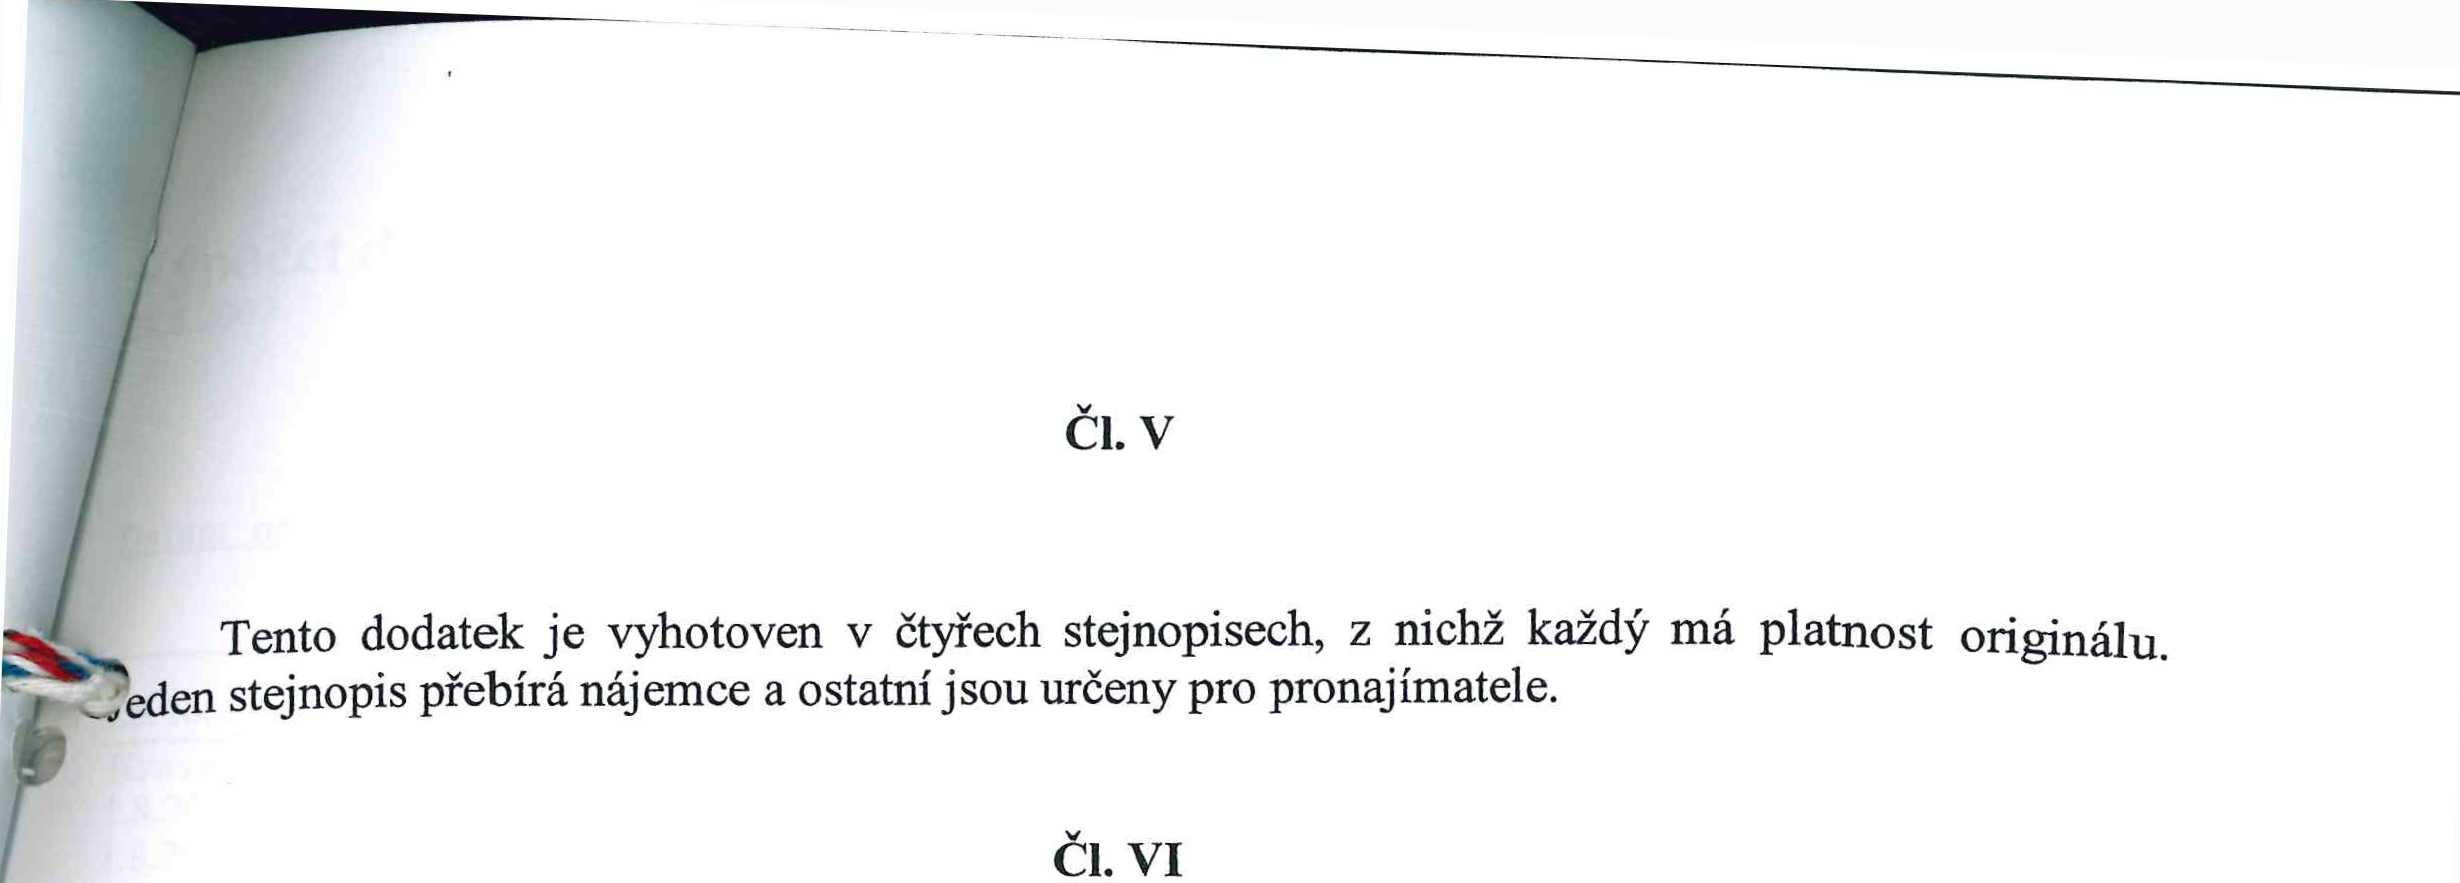 Čl. V
Tento dodatek je vyhotoven v čtyřech stejnopisech, z nichž každý má platnost originálu.
Jeden stejnopis přebírá nájemce a ostatní jsou určeny pro pronajímatele.
Čl. VI